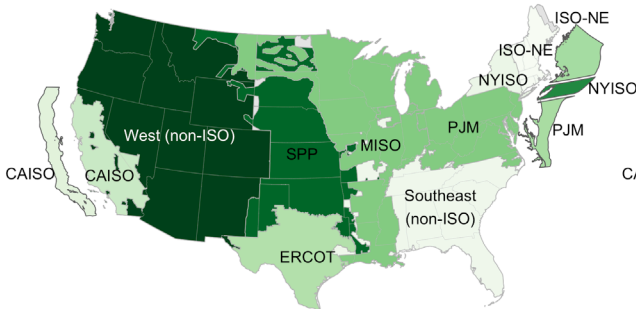 ISO-NE
ISO-NE
NYISO
NYISO
PJM
PJM
West (non-ISO)
MISO
SPP
CAISO
CAISO
Southeast
(non-ISO)
ERCOT